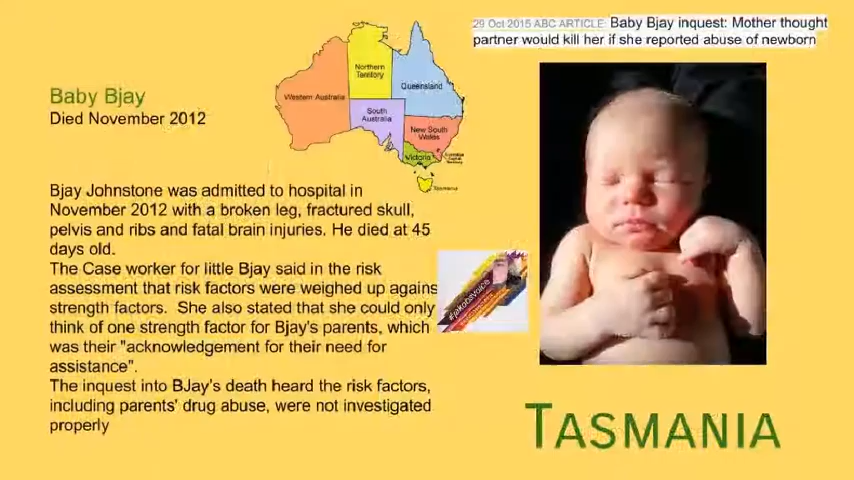 29 Oct 2015 ABC ARTICLE: Baby Bjay inquest: Mother thought
partner would kill her if she reported abuse of newborn
Baby Bjay
Died November 2012
Northern
Territory
Queensland
Western Australia
South
Australia
New South
Wales
Victoria
Tasmania
Bjay Johnstone was admitted to hospital in
November 2012 with a broken leg, fractured skull,
pelvis and ribs and fatal brain injuries. He died at 45
days old.
The Case worker for little Bjay said in the risk
assessment that risk factors were weighed up agains
strength factors. She also stated that she could only
think of one strength factor for Bjay's parents, which
was their "acknowledgement for their need for
assistance".
The inquest into BJay's death heard the risk factors,
including parents' drug abuse, were not investigated
properly
#jakobsvoice
TASMANIA